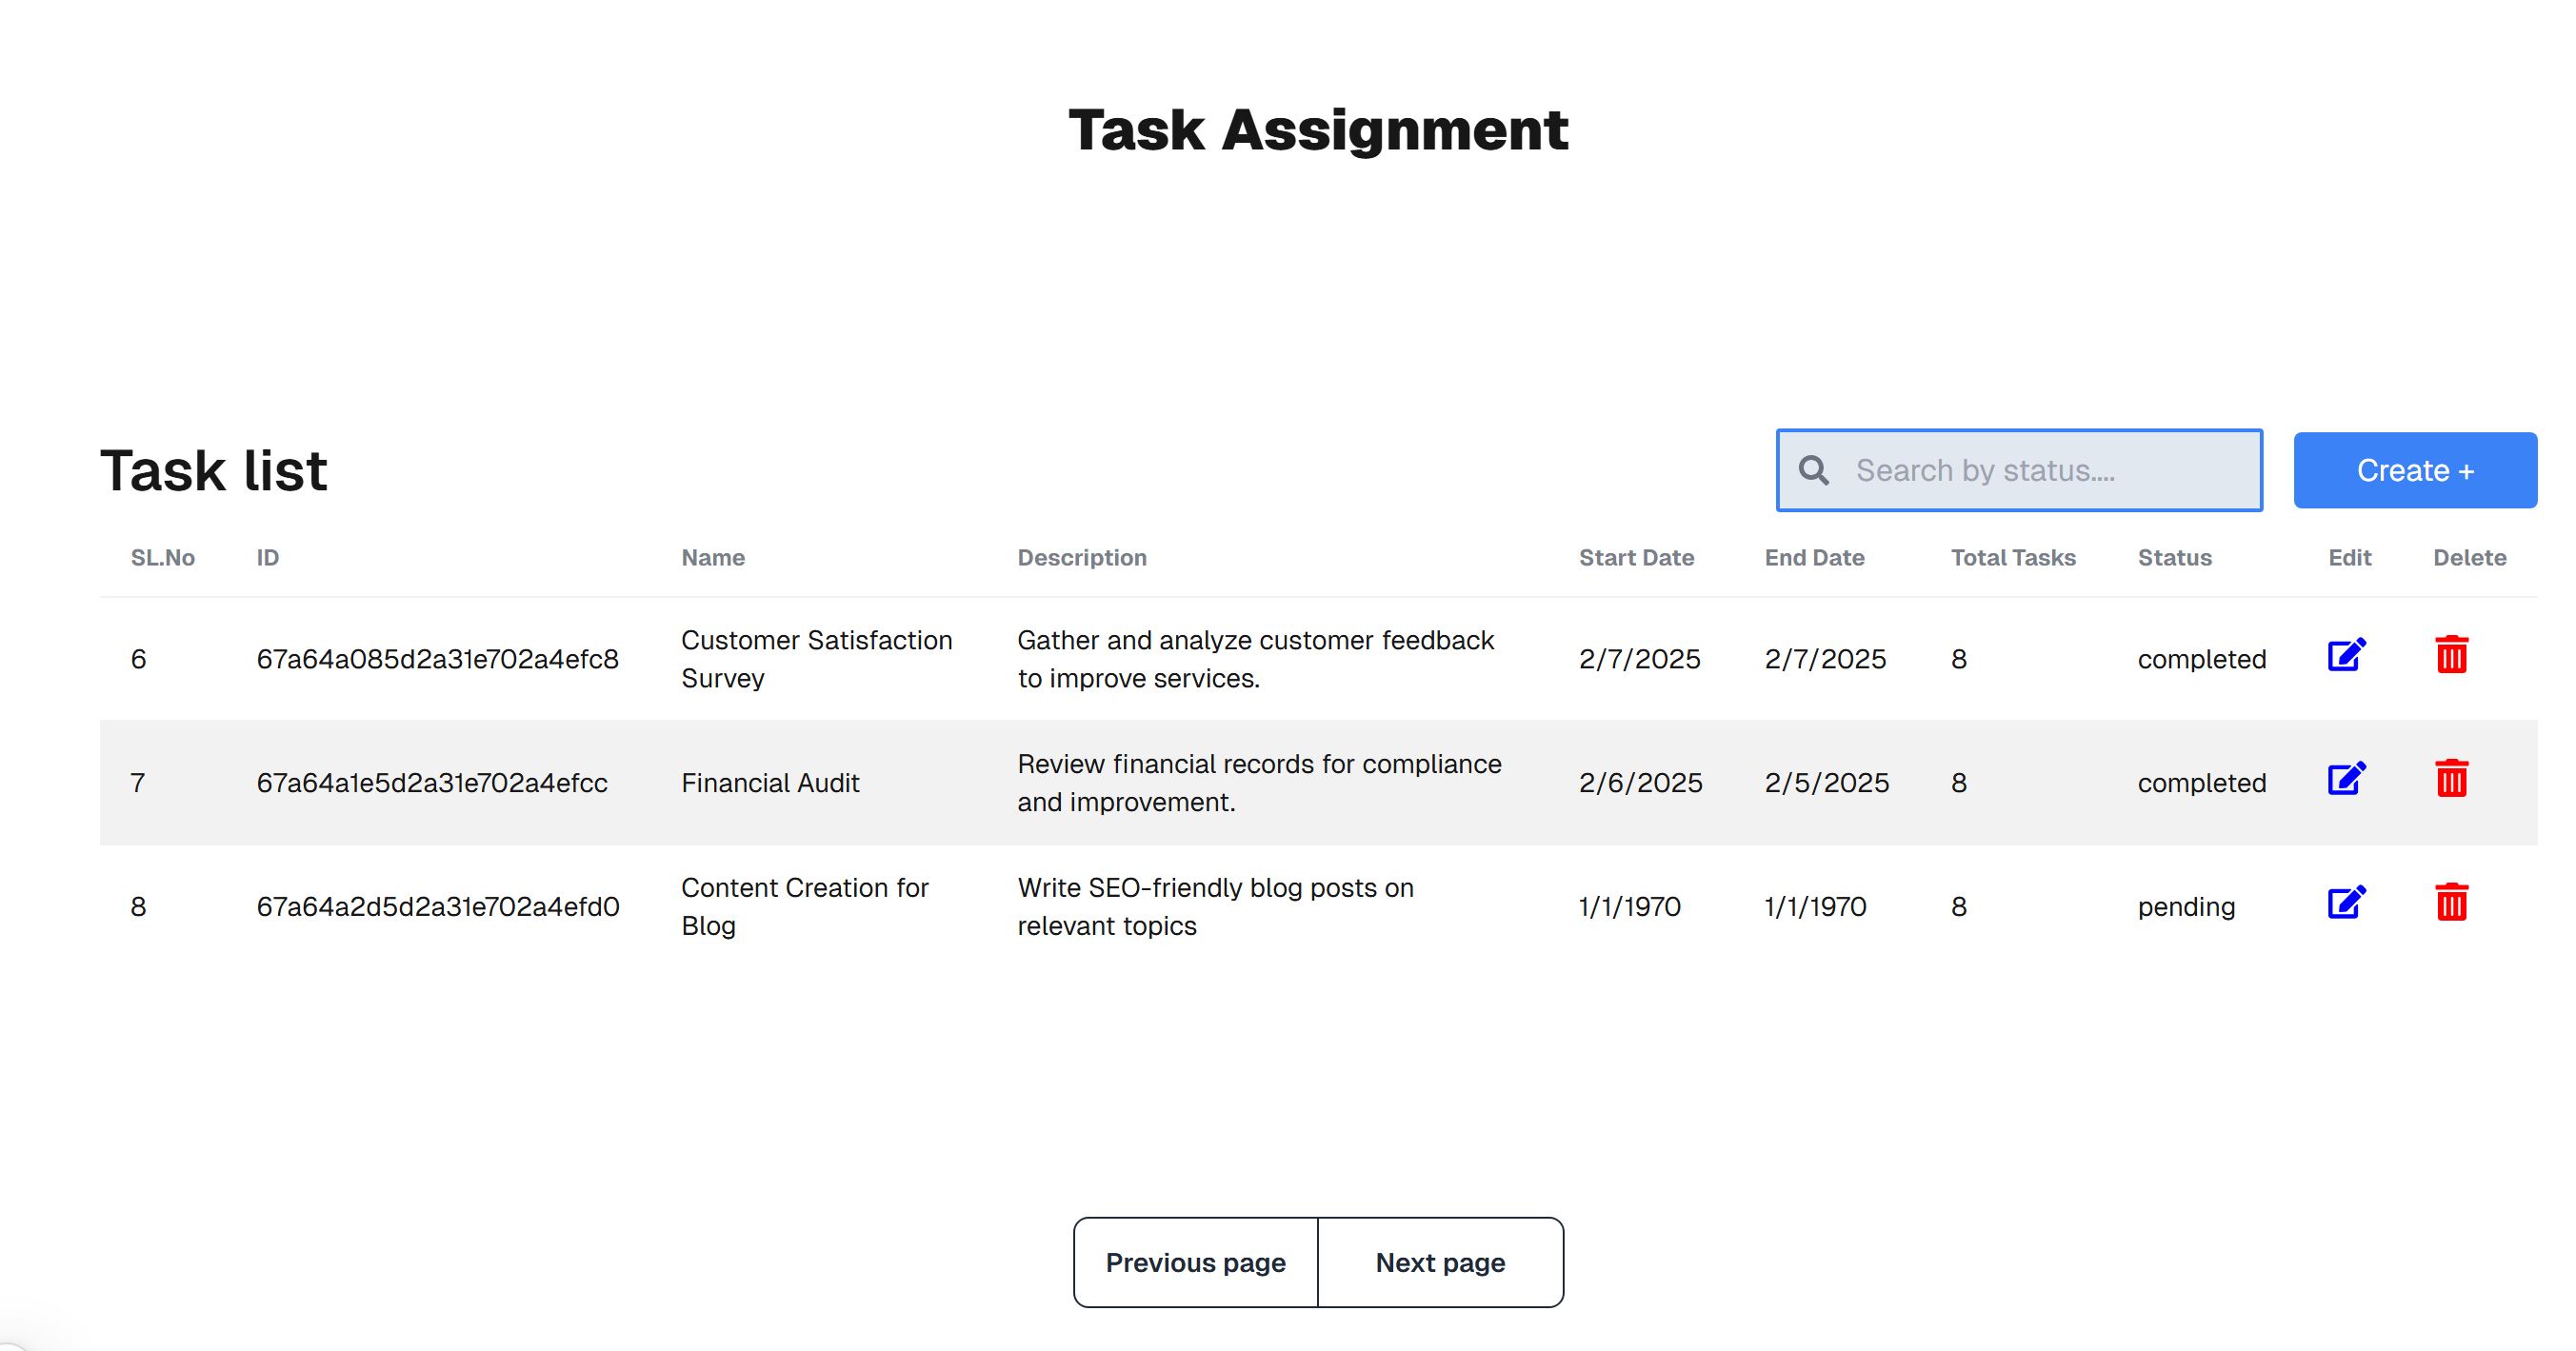 Task Assignment
Task list
Search by status....
Create +
SL.No ID Name Description Start Date End Date Total Tasks Status Edit Delete
6 67a64a085d2a31e702a4efc8 Customer Satisfaction Survey Gather and analyze customer feedback to improve services. 2/7/2025 2/7/2025 8 completed
7 67a64a1e5d2a31e702a4efcc Financial Audit Review financial records for compliance and improvement. 2/6/2025 2/5/2025 8 completed
8 67a64a2d5d2a31e702a4efd0 Content Creation for Blog Write SEO-friendly blog posts on relevant topics 1/1/1970 1/1/1970 8 pending
Previous page Next page